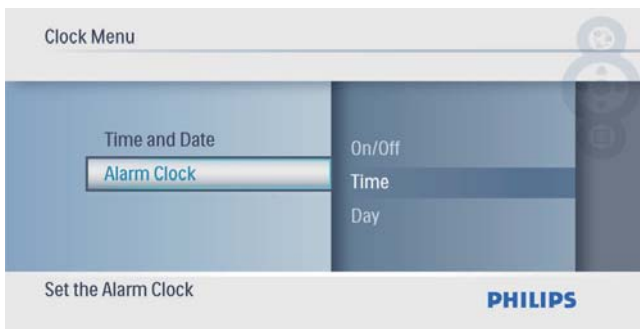 Clock Menu
Time and Date
Alarm Clock
On/Off
Time
Day
Set the Alarm Clock
PHILIPS